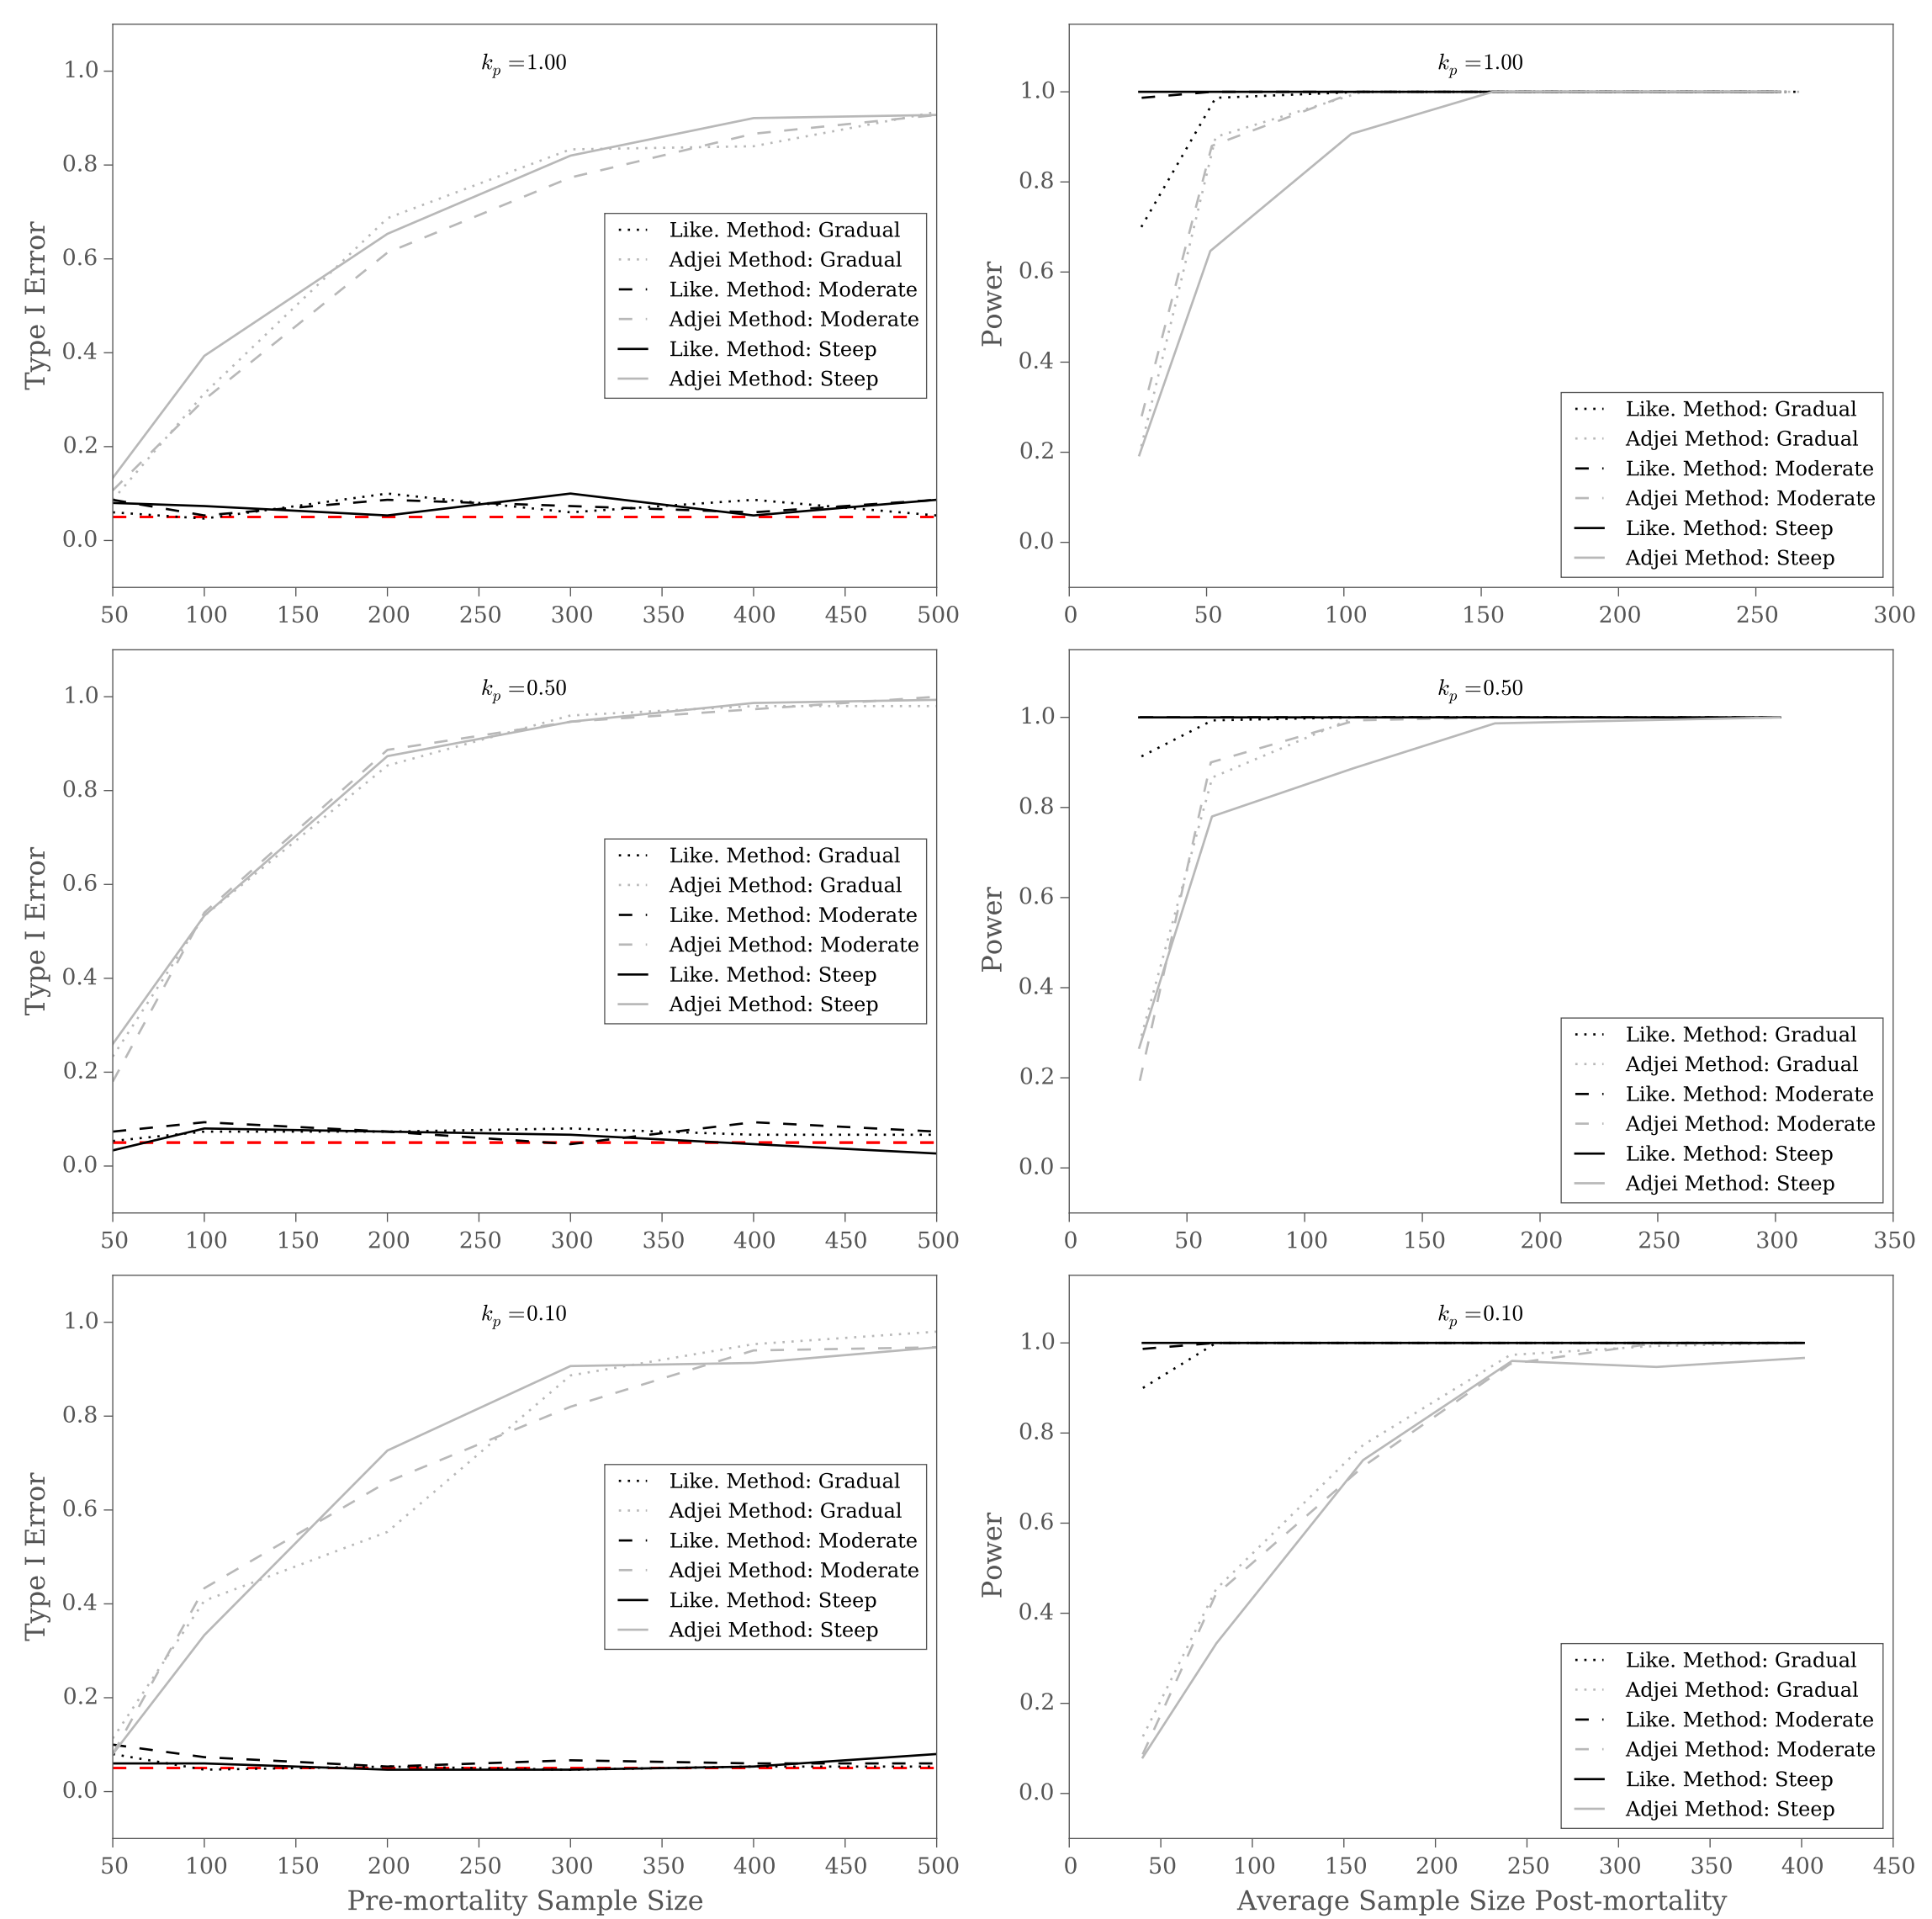 k_p = 1.00
1.0
0.8
0.6
0.4
0.2
0.0
Type I Error
Like. Method: Gradual
Adjei Method: Gradual
Like. Method: Moderate
Adjei Method: Moderate
Like. Method: Steep
Adjei Method: Steep
50 100 150 200 250 300 350 400 450 500
k_p = 1.00
1.0
0.8
0.6
0.4
0.2
0.0
Power
Like. Method: Gradual
Adjei Method: Gradual
Like. Method: Moderate
Adjei Method: Moderate
Like. Method: Steep
Adjei Method: Steep
0 50 100 150 200 250 300
k_p = 0.50
1.0
0.8
0.6
0.4
0.2
0.0
Type I Error
Like. Method: Gradual
Adjei Method: Gradual
Like. Method: Moderate
Adjei Method: Moderate
Like. Method: Steep
Adjei Method: Steep
50 100 150 200 250 300 350 400 450 500
k_p = 0.50
1.0
0.8
0.6
0.4
0.2
0.0
Power
Like. Method: Gradual
Adjei Method: Gradual
Like. Method: Moderate
Adjei Method: Moderate
Like. Method: Steep
Adjei Method: Steep
0 50 100 150 200 250 300 350
k_p = 0.10
1.0
0.8
0.6
0.4
0.2
0.0
Type I Error
Like. Method: Gradual
Adjei Method: Gradual
Like. Method: Moderate
Adjei Method: Moderate
Like. Method: Steep
Adjei Method: Steep
50 100 150 200 250 300 350 400 450 500
Pre-mortality Sample Size
k_p = 0.10
1.0
0.8
0.6
0.4
0.2
0.0
Power
Like. Method: Gradual
Adjei Method: Gradual
Like. Method: Moderate
Adjei Method: Moderate
Like. Method: Steep
Adjei Method: Steep
0 50 100 150 200 250 300 350 400 450
Average Sample Size Post-mortality